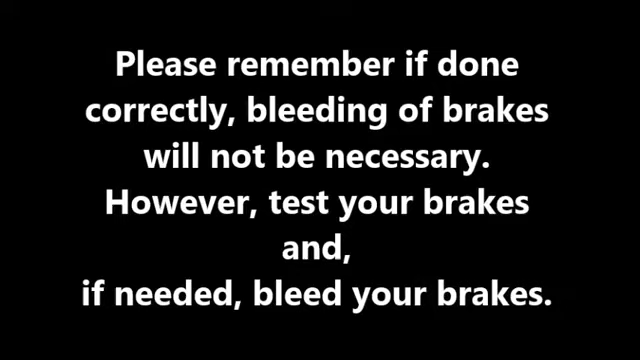 Please remember if done
correctly, bleeding of brakes
will not be necessary.
However, test your brakes
and,
if needed, bleed your brakes.